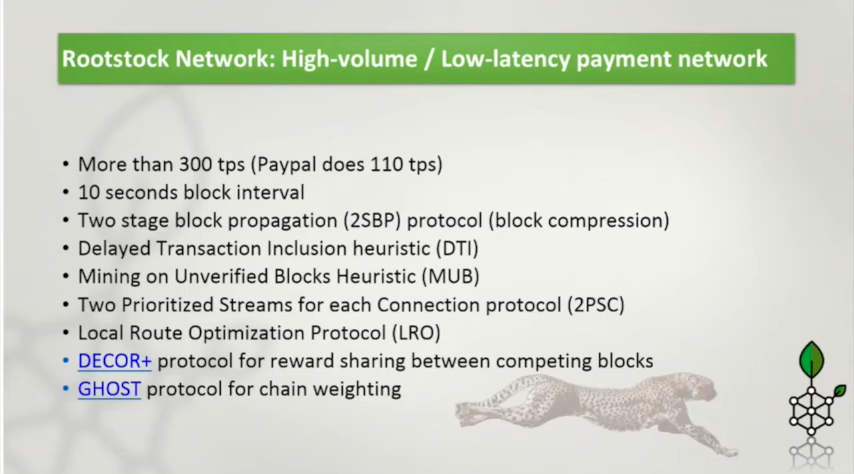 Rootstock Network: High-volume / Low-latency payment network
• More than 300 tps (Paypal does 110 tps)
• 10 seconds block interval
• Two stage block propagation (2SBP) protocol (block compression)
• Delayed Transaction Inclusion heuristic (DTI)
• Mining on Unverified Blocks Heuristic (MUB)
• Two Prioritized Streams for each Connection protocol (2PSC)
• Local Route Optimization Protocol (LRO)
• DECOR+ protocol for reward sharing between competing blocks
• GHOST protocol for chain weighting